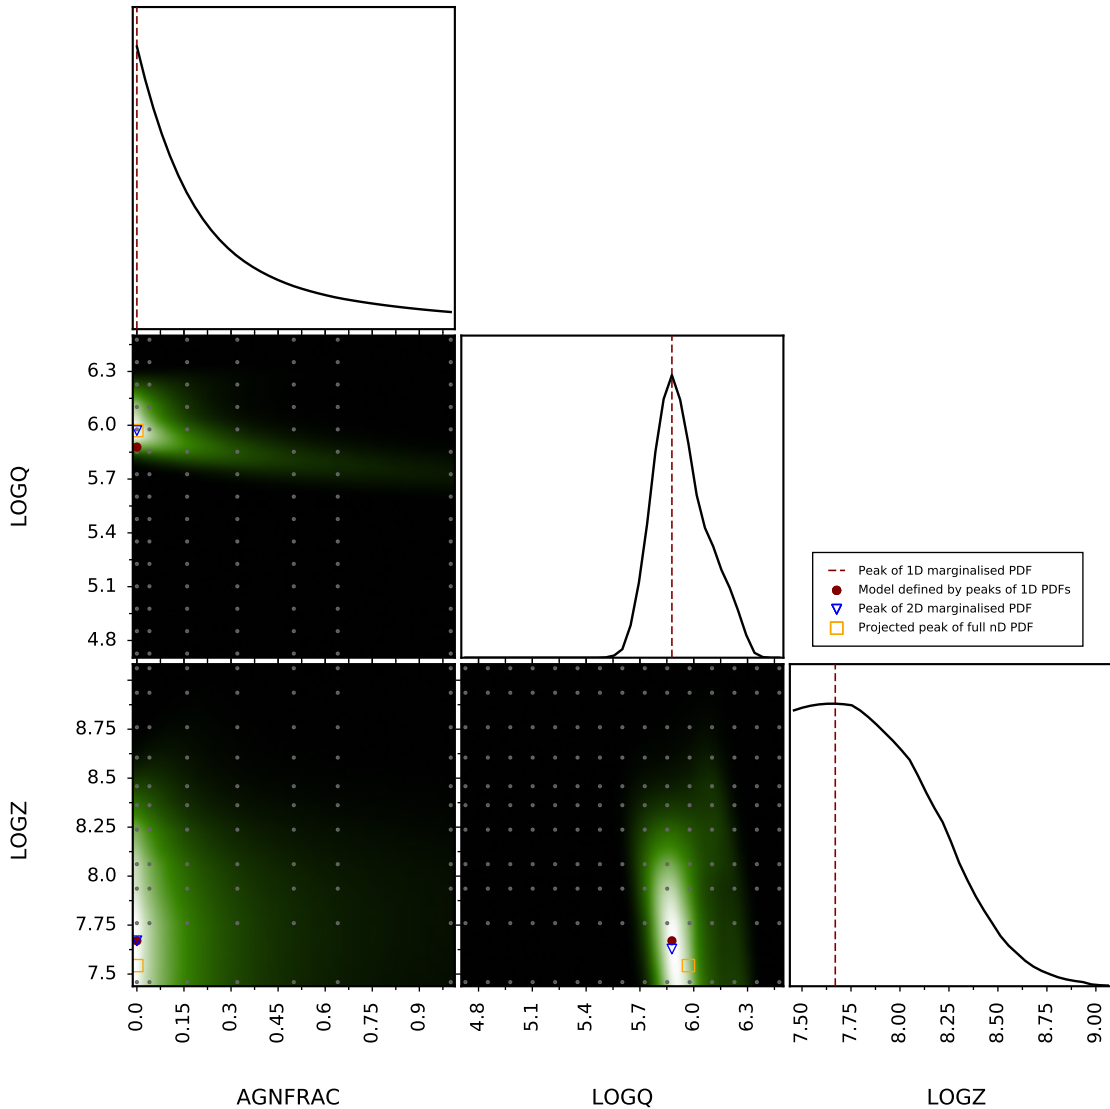 6.3
6.0
5.7
5.4
5.1
4.8
LOGQ
Peak of 1D marginalised PDF
Model defined by peaks of 1D PDFs
Peak of 2D marginalised PDF
Projected peak of full nD PDF
8.75
8.5
8.25
8.0
7.75
7.5
LOGZ
0.0 0.15 0.3 0.45 0.6 0.75 0.9
4.8 5.1 5.4 5.7 6.0 6.3
7.50 7.75 8.00 8.25 8.50 8.75 9.00
AGNFRAC LOGQ LOGZ